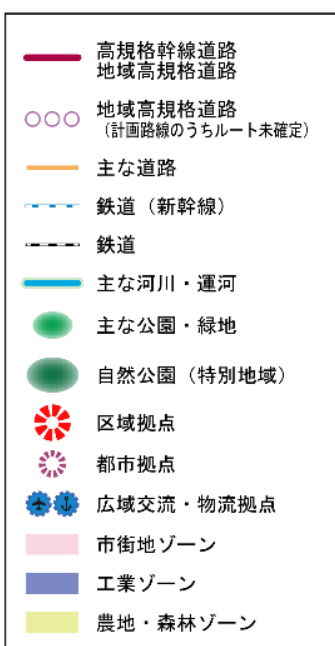 高規格幹線道路
地域高規格道路
地域高規格道路
（計画路線のうちルート未確定）
主な道路
鉄道（新幹線）
鉄道
主な河川・運河
主な公園・緑地
自然公園（特別地域）
区域拠点
都市拠点
広域交流・物流拠点
市街地ゾーン
工業ゾーン
農地・森林ゾーン